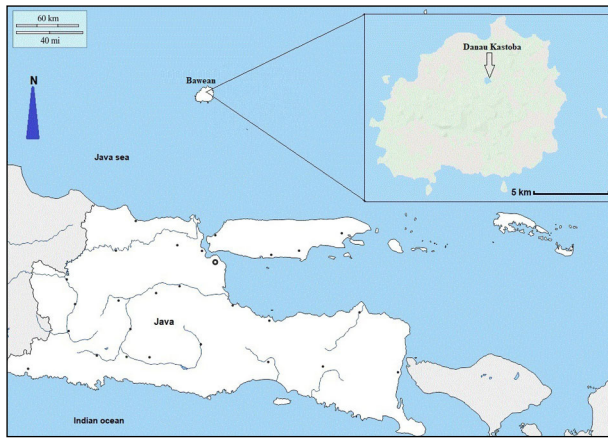 60 km
40 mi
N
Bawean
Java sea
Danau Kastoba
5 km
Java
Indian ocean